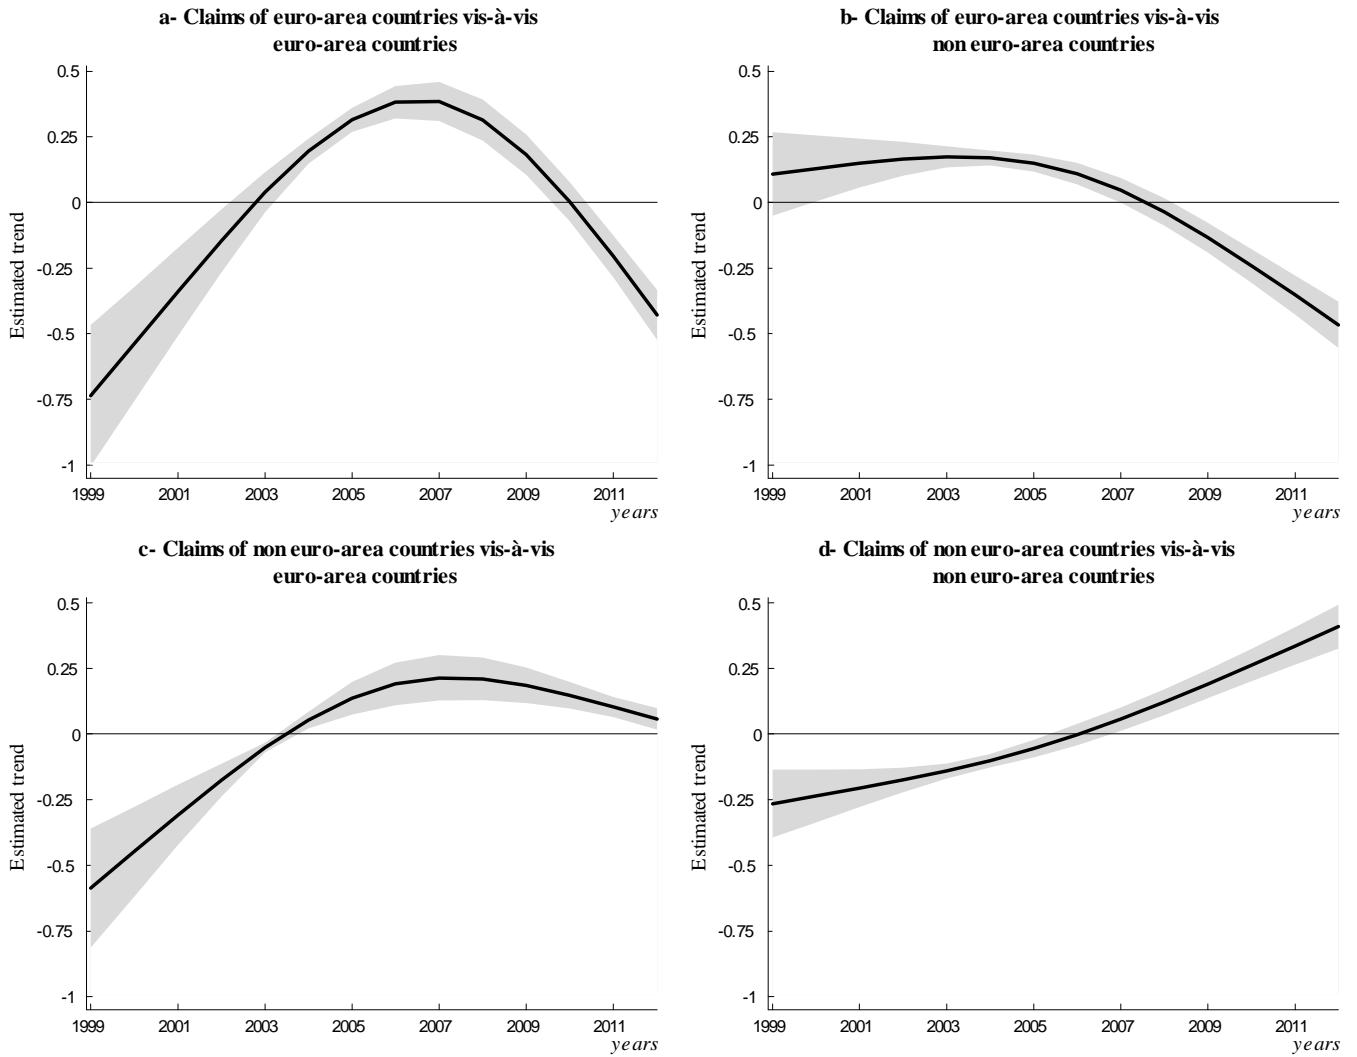 a- Claims of euro-area countries vis-à-vis
euro-area countries
0.5
0.25
0
-0.25
-0.5
-0.75
-1
Estimated trend
1999 2001 2003 2005 2007 2009 2011
years
b- Claims of euro-area countries vis-à-vis
non euro-area countries
0.5
0.25
0
-0.25
-0.5
-0.75
-1
Estimated trend
1999 2001 2003 2005 2007 2009 2011
years
c- Claims of non euro-area countries vis-à-vis
euro-area countries
0.5
0.25
0
-0.25
-0.5
-0.75
-1
Estimated trend
1999 2001 2003 2005 2007 2009 2011
years
d- Claims of non euro-area countries vis-à-vis
non euro-area countries
0.5
0.25
0
-0.25
-0.5
-0.75
-1
Estimated trend
1999 2001 2003 2005 2007 2009 2011
years